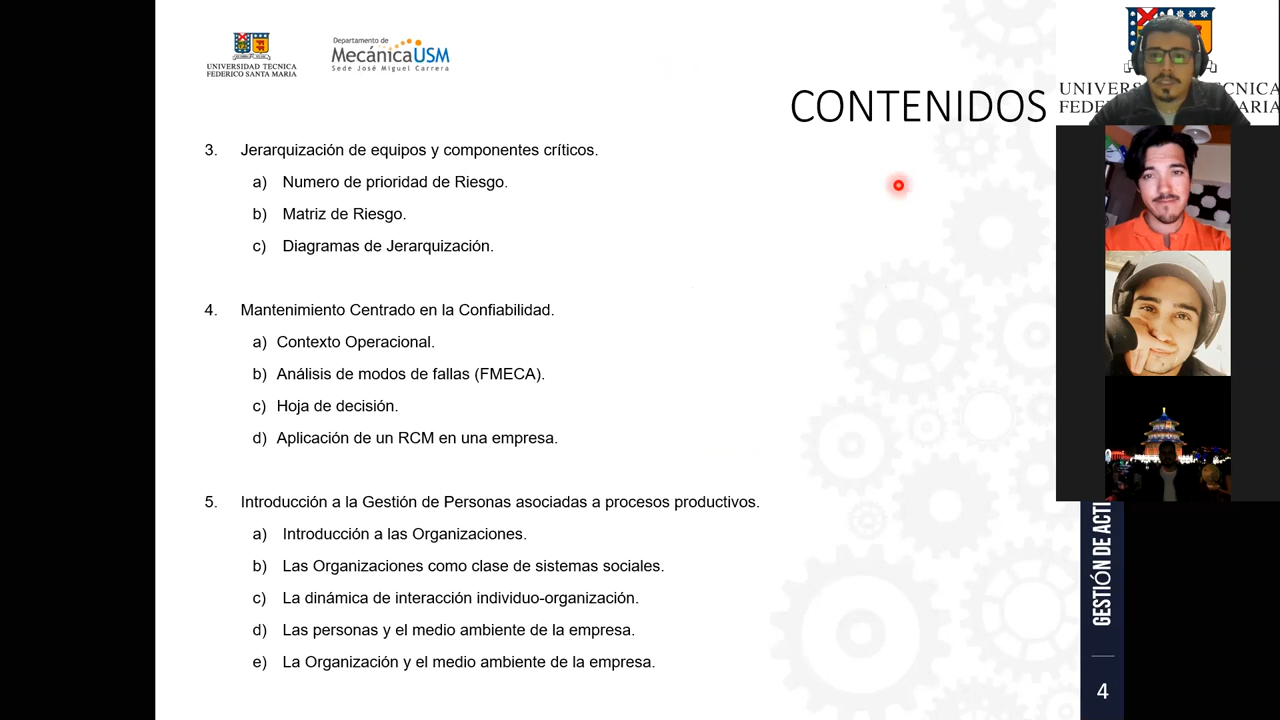 UNIVERSIDAD TECNICA
FEDERICO SANTA MARIA
Departamento de
MecánicaUSM
Sede José Miguel Carrera
CONTENIDOS
3. Jerarquización de equipos y componentes críticos.
a) Numero de prioridad de Riesgo.
b) Matriz de Riesgo.
c) Diagramas de Jerarquización.
4. Mantenimiento Centrado en la Confiabilidad.
a) Contexto Operacional.
b) Análisis de modos de fallas (FMECA).
c) Hoja de decisión.
d) Aplicación de un RCM en una empresa.
5. Introducción a la Gestión de Personas asociadas a procesos productivos.
a) Introducción a las Organizaciones.
b) Las Organizaciones como clase de sistemas sociales.
c) La dinámica de interacción individuo-organización.
d) Las personas y el medio ambiente de la empresa.
e) La Organización y el medio ambiente de la empresa.
GESTIÓN DE ACTI
4